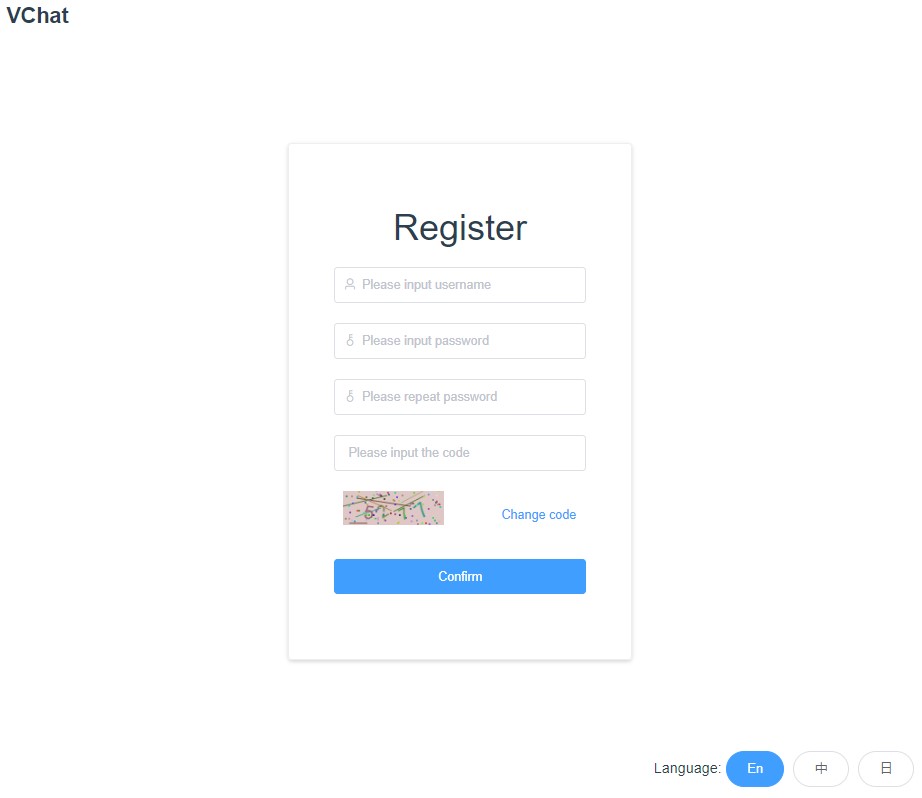 VChat
Register
Please input username
Please input password
Please repeat password
Please input the code
Change code
Confirm
Language: En 中 日